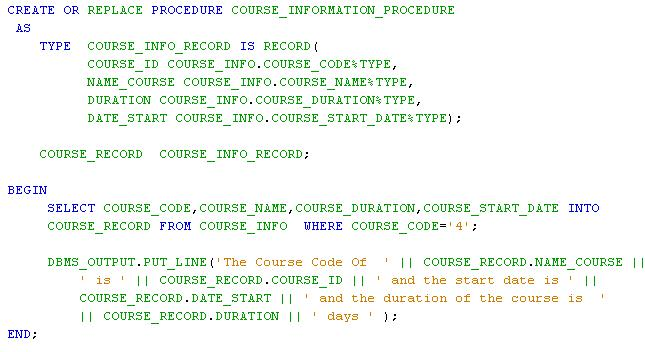 CREATE OR REPLACE PROCEDURE COURSE_INFORMATION_PROCEDURE
AS
TYPE COURSE_INFO_RECORD IS RECORD(
COURSE_ID COURSE_INFO.COURSE_CODE%TYPE,
NAME_COURSE COURSE_INFO.COURSE_NAME%TYPE,
DURATION COURSE_INFO.COURSE_DURATION%TYPE,
DATE_START COURSE_INFO.COURSE_START_DATE%TYPE);
COURSE_RECORD COURSE_INFO_RECORD;
BEGIN
SELECT COURSE_CODE,COURSE_NAME,COURSE_DURATION,COURSE_START_DATE INTO
COURSE_RECORD FROM COURSE_INFO WHERE COURSE_CODE='4';
DBMS_OUTPUT.PUT_LINE('The Course Code Of ' || COURSE_RECORD.NAME_COURSE ||
' is ' || COURSE_RECORD.COURSE_ID || ' and the start date is ' ||
COURSE_RECORD.DATE_START || ' and the duration of the course is '
|| COURSE_RECORD.DURATION || ' days ' );
END;